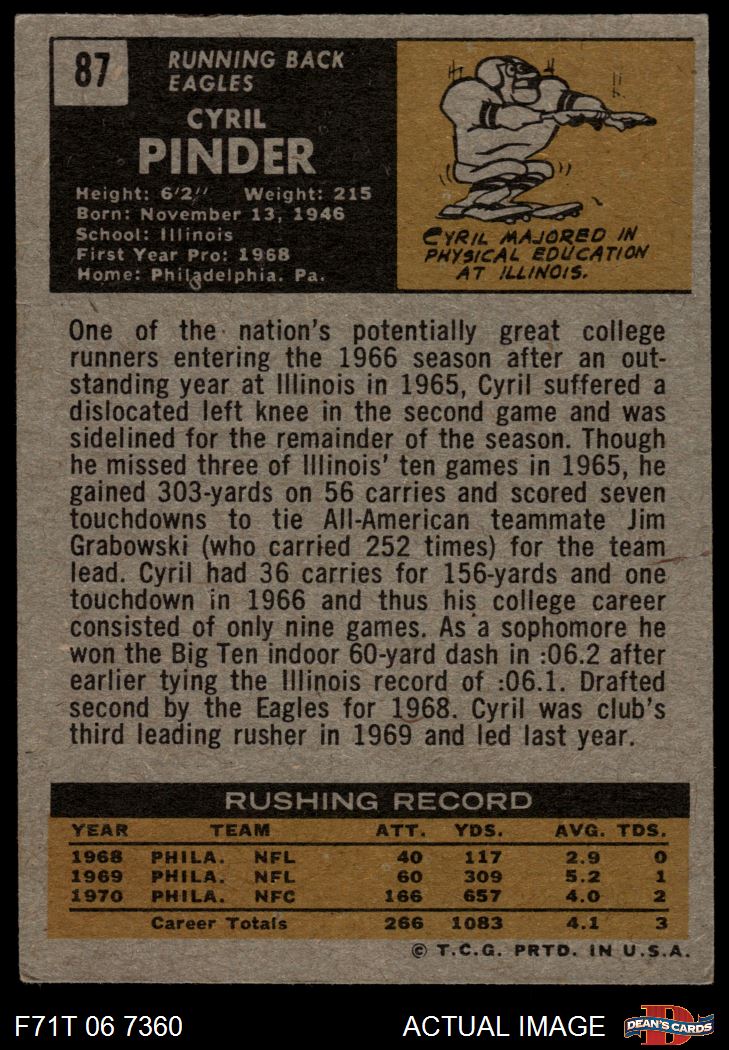 87
RUNNING BACK
EAGLES
CYRIL
PINDER
Height: 6'2" Weight: 215
Born: November 13, 1946
School: Illinois
First Year Pro: 1968
Home: Philadelphia. Pa.
CYRIL MAJORED IN
PHYSICAL EDUCATION
AT ILLINOIS.
One of the nation's potentially great college
runners entering the 1966 season after an out-
standing year at Illinois in 1965, Cyril suffered a
dislocated left knee in the second game and was
sidelined for the remainder of the season. Though
he missed three of Illinois' ten games in 1965, he
gained 303-yards on 56 carries and scored seven
touchdowns to tie All-American teammate Jim
Grabowski (who carried 252 times) for the team
lead. Cyril had 36 carries for 156-yards and one
touchdown in 1966 and thus his college career
consisted of only nine games. As a sophomore he
won the Big Ten indoor 60-yard dash in :06.2 after
earlier tying the Illinois record of :06.1. Drafted
second by the Eagles for 1968. Cyril was club's
third leading rusher in 1969 and led last year.
RUSHING RECORD
YEAR TEAM ATT. YDS. AVG. TDS.
1968 PHILA. NFL 40 117 2.9 0
1969 PHILA. NFL 60 309 5.2 1
1970 PHILA. NFC 166 657 4.0 2
Career Totals 266 1083 4.1 3
© T.C.G. PRTD. IN U.S.A.
F71T 06 7360 ACTUAL IMAGE D DEAN'S CARDS